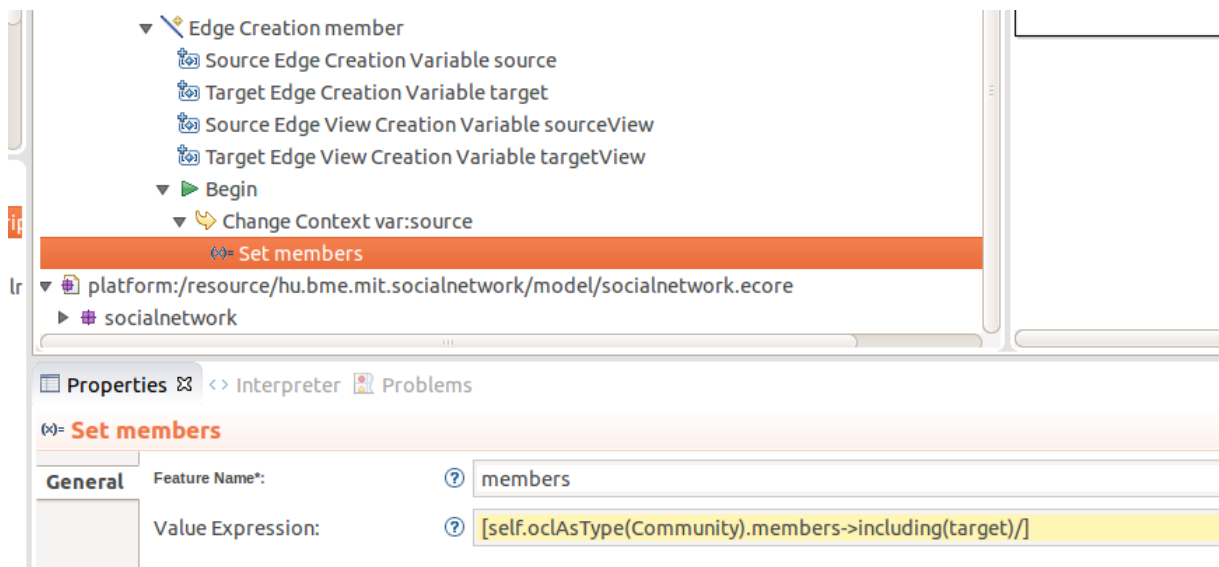 Edge Creation member
Source Edge Creation Variable source
Target Edge Creation Variable target
Source Edge View Creation Variable sourceView
Target Edge View Creation Variable targetView
Begin
Change Context var:source
(x)= Set members
platform:/resource/hu.bme.mit.socialnetwork/model/socialnetwork.ecore
socialnetwork
Properties <> Interpreter Problems
(x)= Set members
General Feature Name*: ? members
Value Expression: ? [self.oclAsType(Community).members->including(target)/]